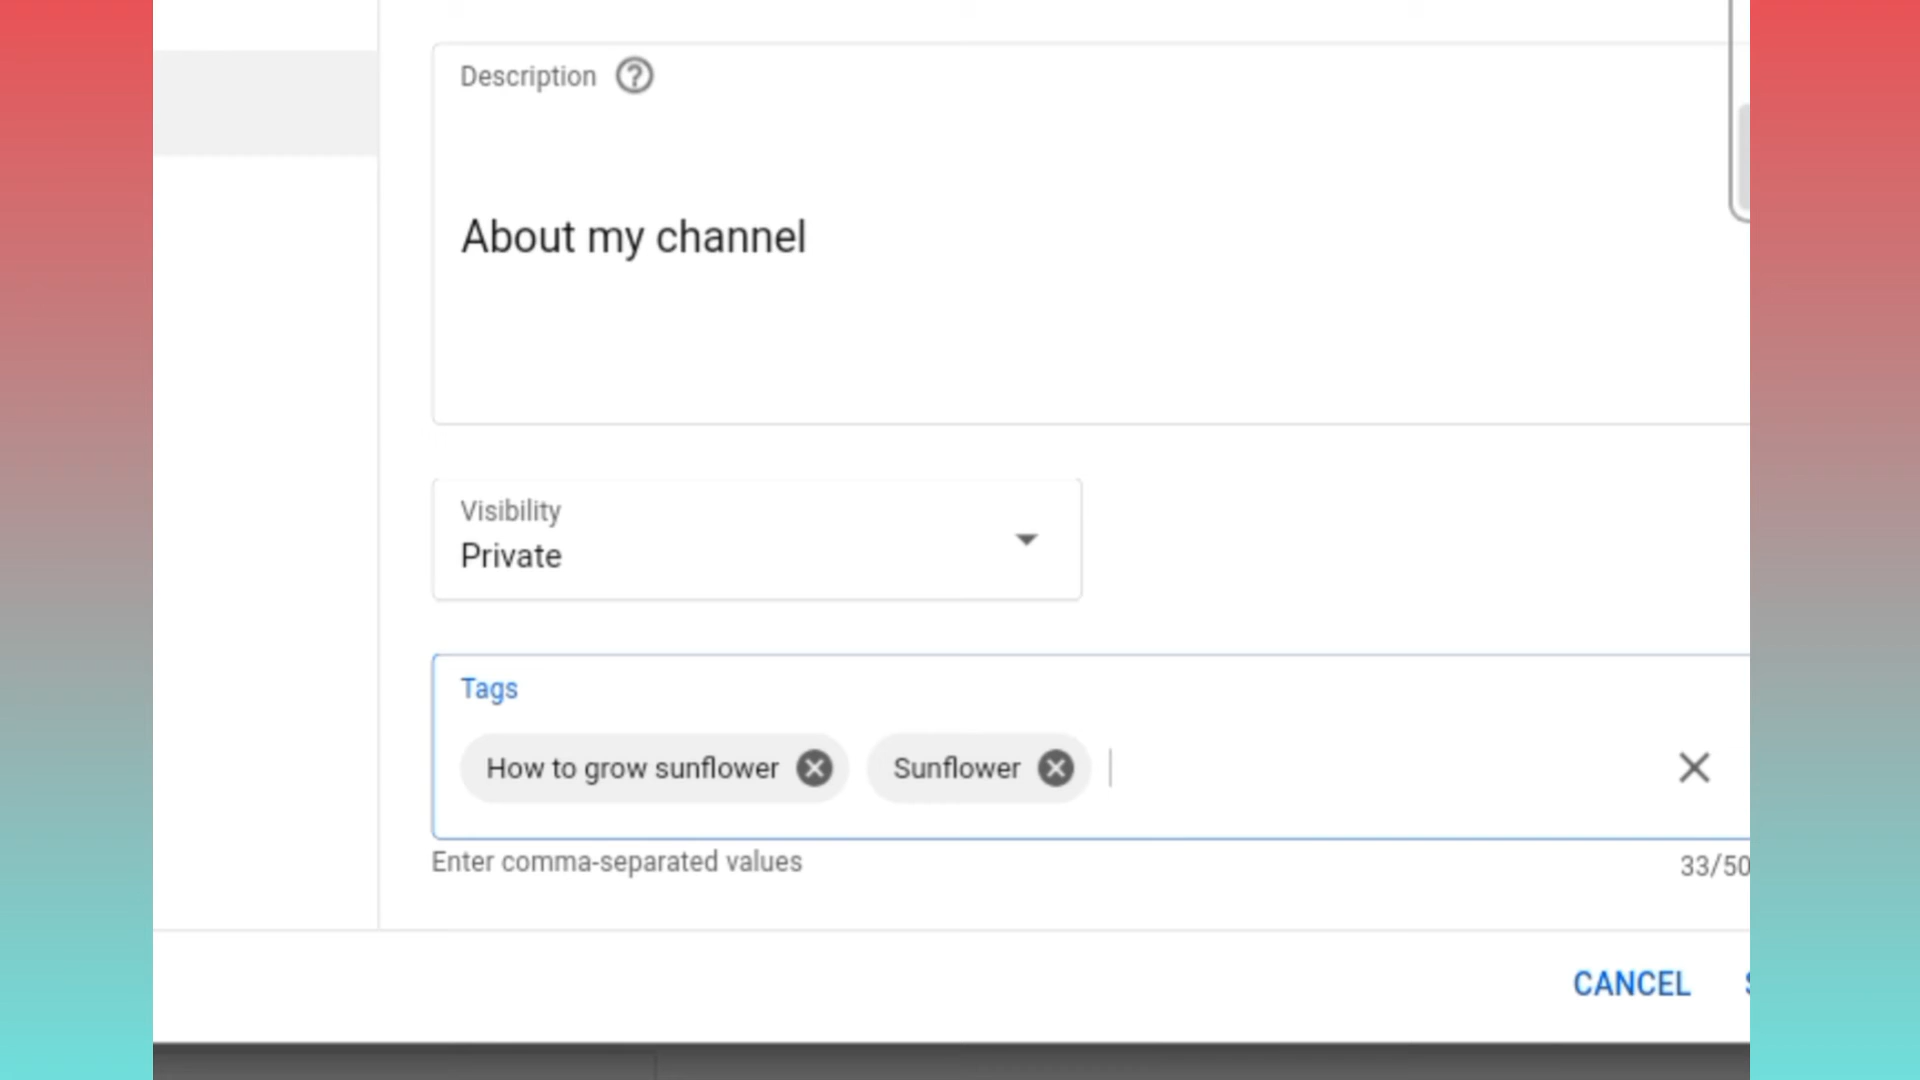 Description
About my channel
Visibility
Private
Tags
How to grow sunflower Sunflower
Enter comma-separated values
33/50
CANCEL